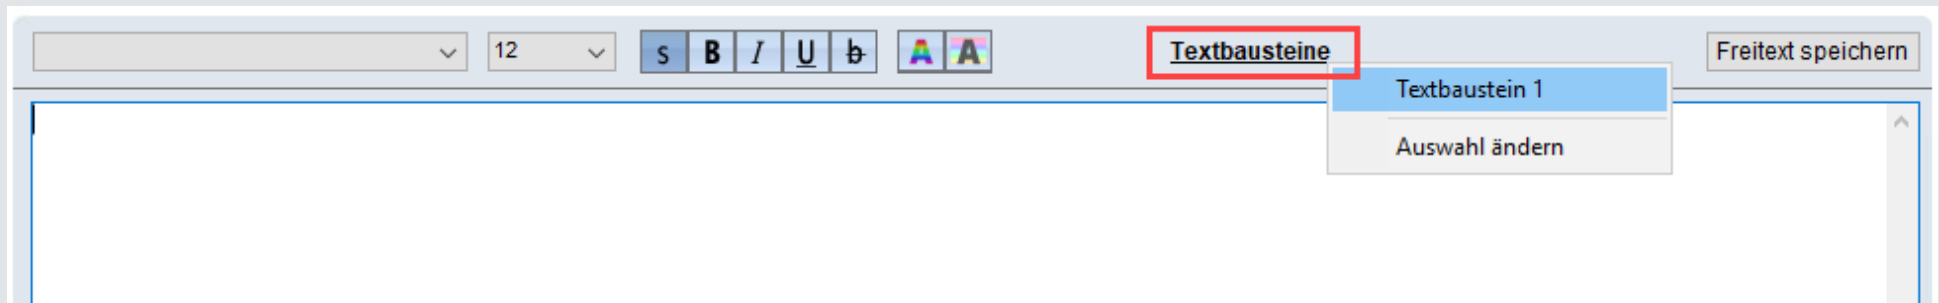 12 s B I U b A A Textbausteine Freitext speichern
Textbaustein 1
Auswahl ändern